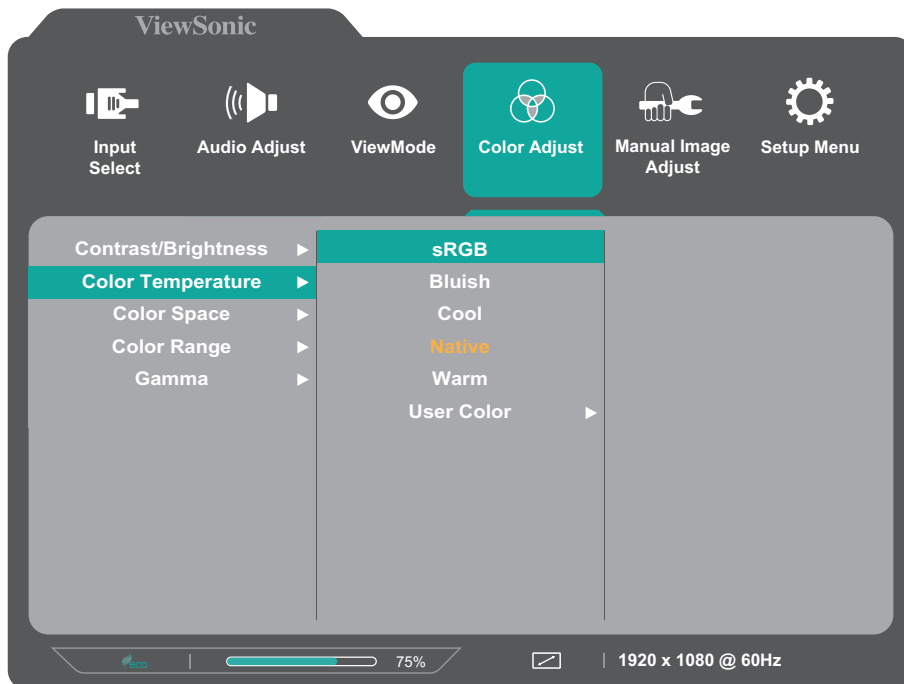 ViewSonic
Input
Select
Audio Adjust
ViewMode
Color Adjust
Manual Image
Adjust
Setup Menu
Contrast/Brightness
Color Temperature
Color Space
Color Range
Gamma
sRGB
Bluish
Cool
Native
Warm
User Color
eco
75%
1920 x 1080 @ 60Hz